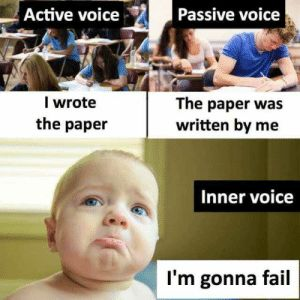 Active voice
Passive voice
I wrote
the paper
The paper was
written by me
Inner voice
I'm gonna fail